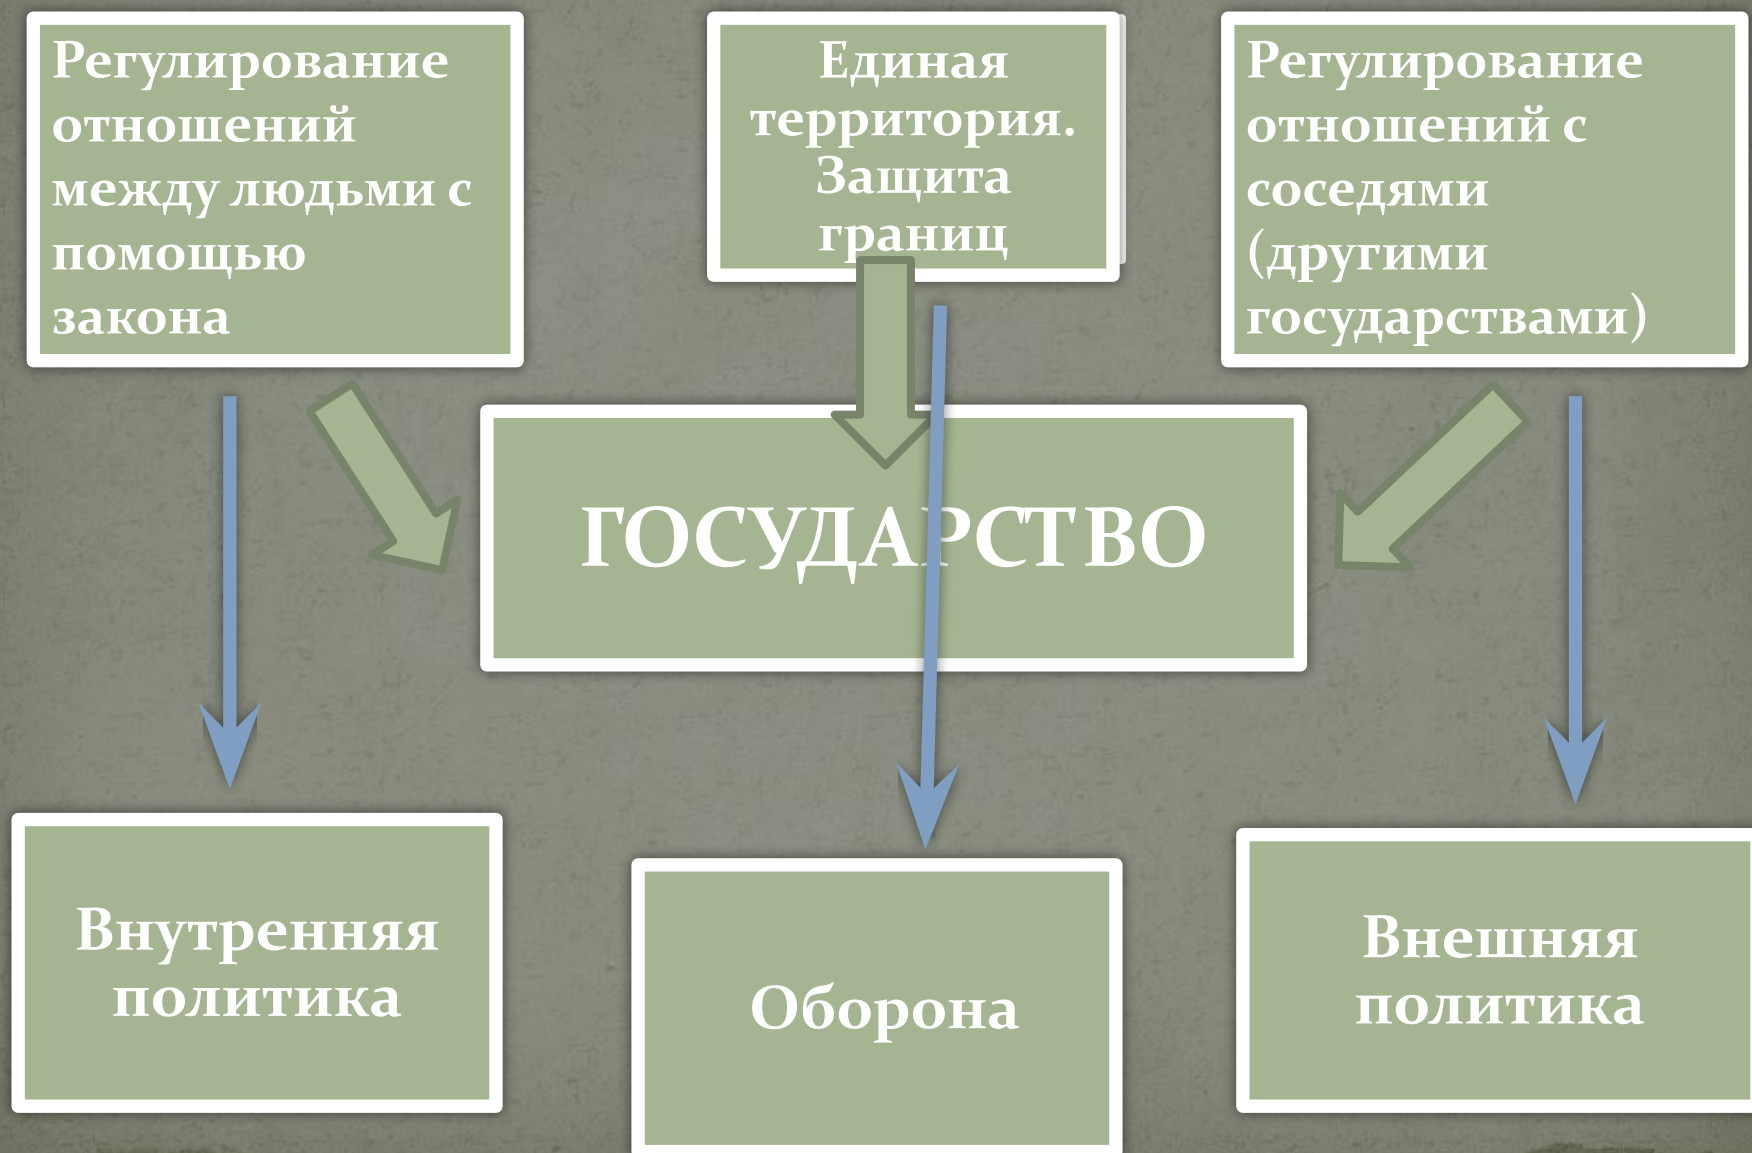 Регулирование
отношений
между людьми с
помощью
закона
Единая
территория.
Защита
границ
Регулирование
отношений с
соседями
(другими
государствами)
ГОСУДАРСТВО
Внутренняя
политика
Оборона
Внешняя
политика